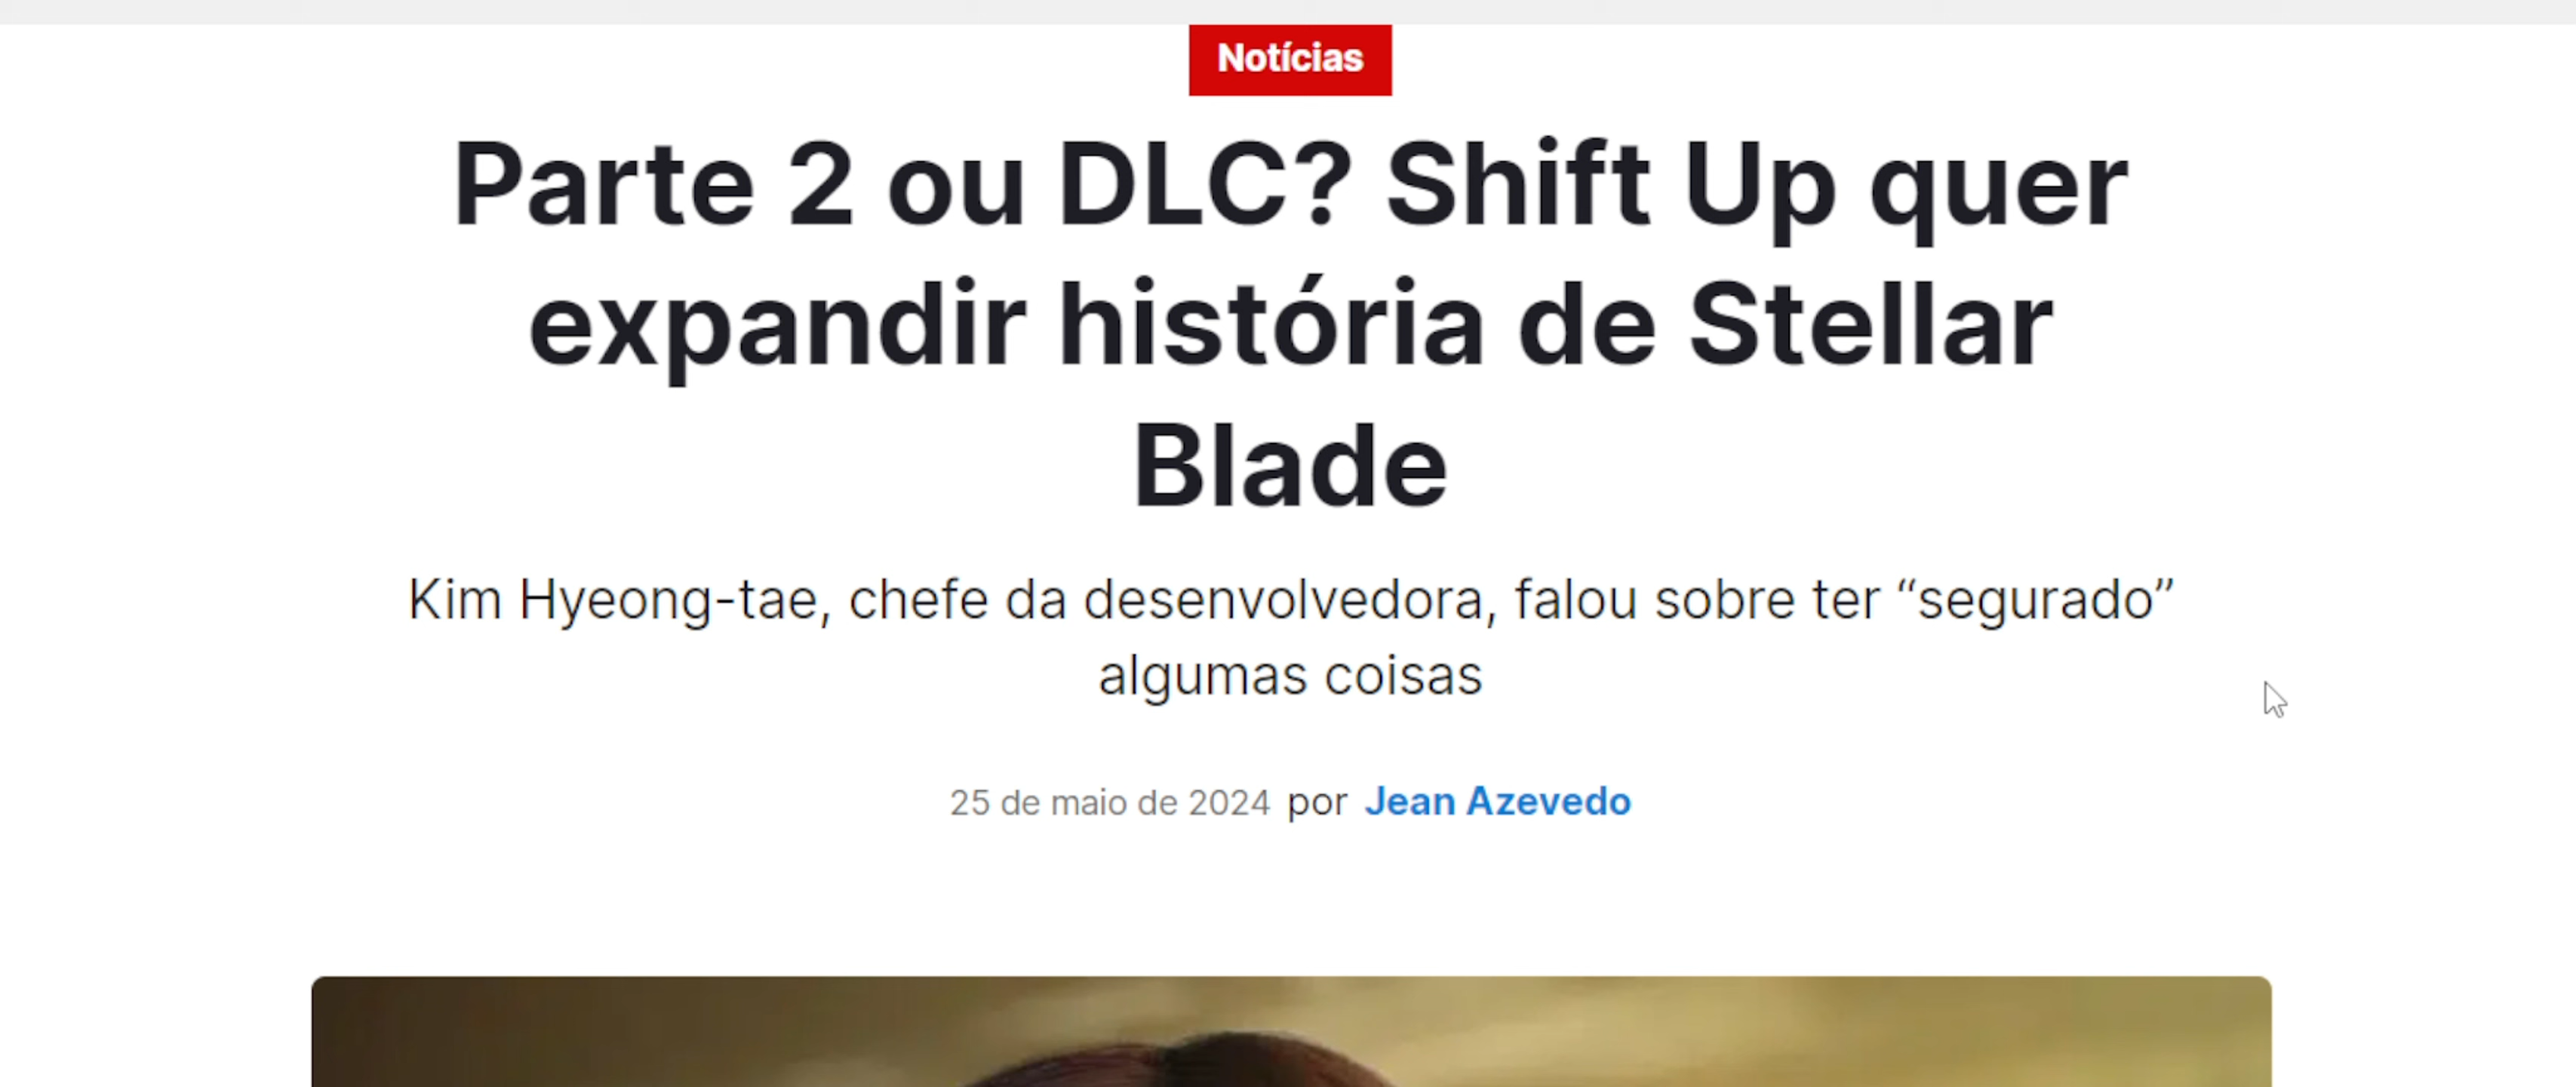 Notícias
Parte 2 ou DLC? Shift Up quer
expandir história de Stellar
Blade
Kim Hyeong-tae, chefe da desenvolvedora, falou sobre ter “segurado”
algumas coisas
25 de maio de 2024 por Jean Azevedo